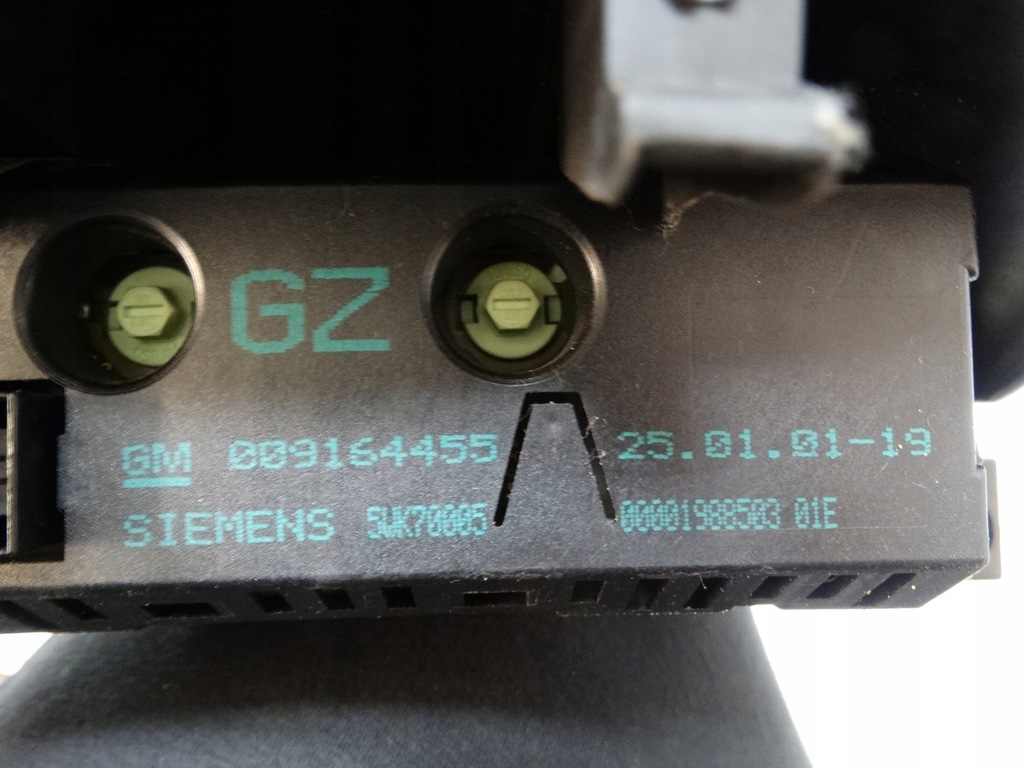 GZ
GM 009164455 25.01.01-19
SIEMENS 5WK70005 00001988503 01E